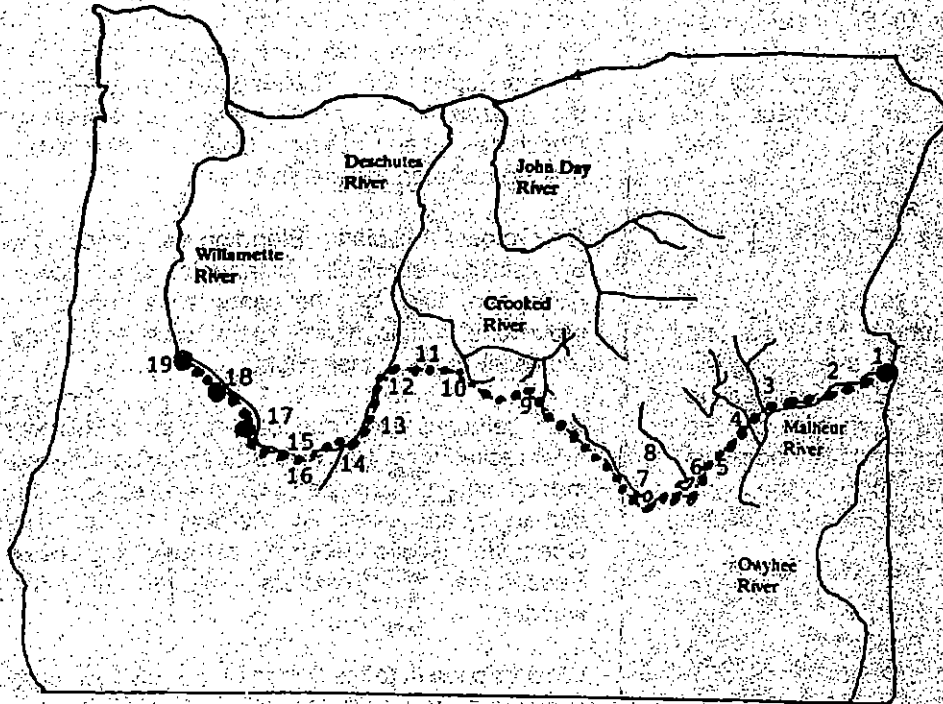 Deschutes
River
John Day
River
Willamette
River
Crooked
River
19
18
17
15
16
14
13
12
11
10
9
8
7
6
5
4
3
2
1
Malheur
River
Owyhee
River